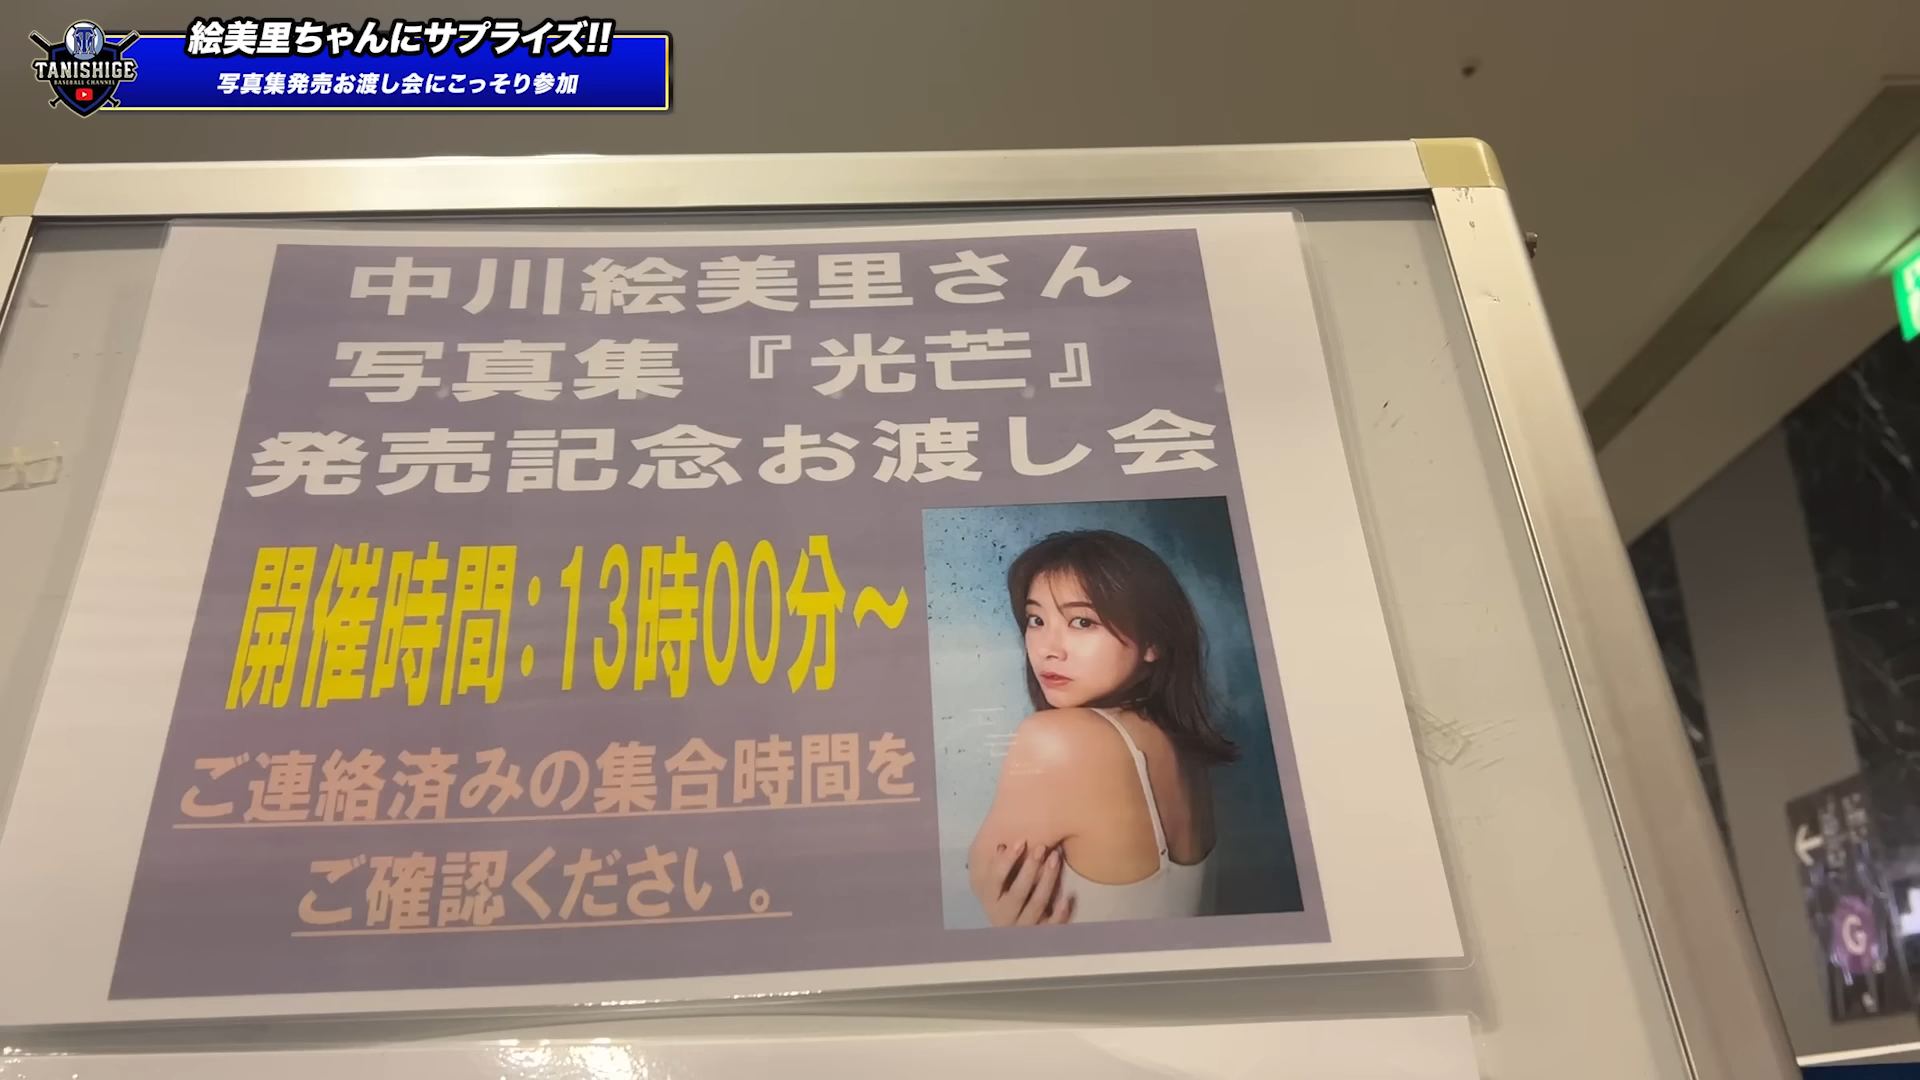 絵美里ちゃんにサプライズ!!
写真集発売お渡し会にこっそり参加
TANISHIGE
BASEBALL CHANNEL
中川絵美里さん
写真集『光芒』
発売記念お渡し会
開催時間:13時00分~
ご連絡済みの集合時間を
ご確認ください。
G